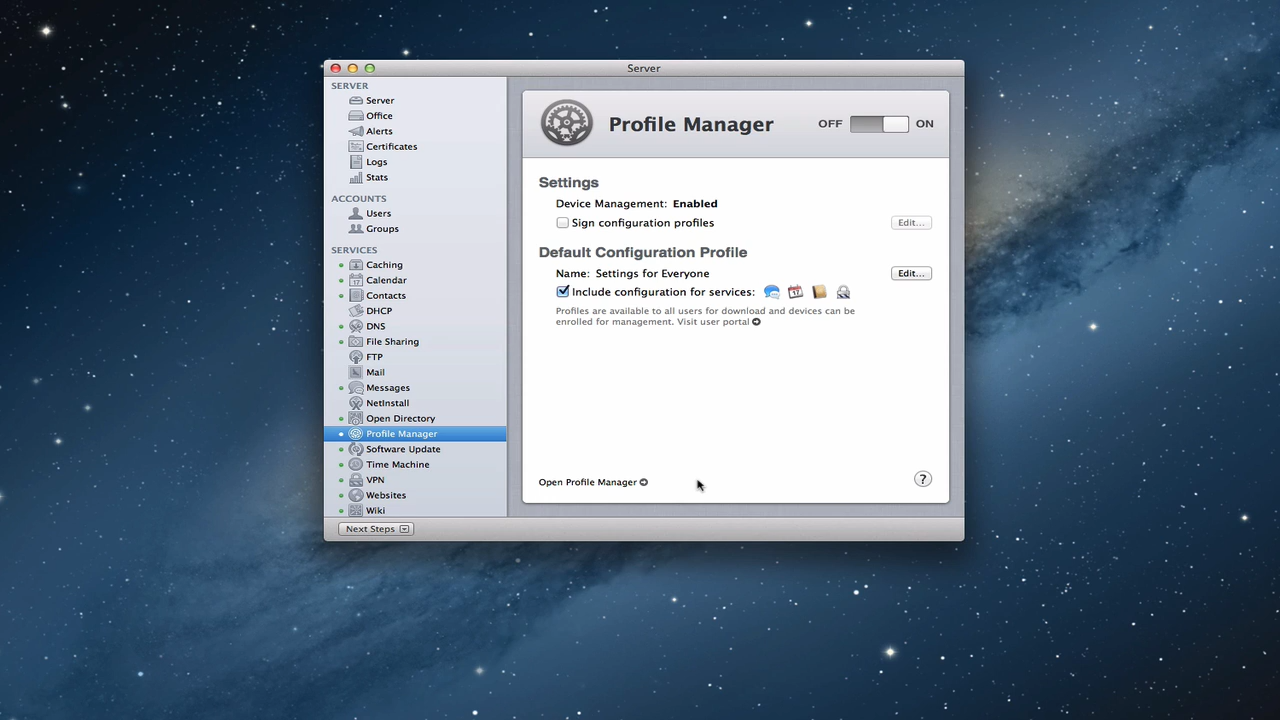 Server
SERVER
Server
Office
Alerts
Certificates
Logs
Stats
ACCOUNTS
Users
Groups
SERVICES
Caching
Calendar
Contacts
DHCP
DNS
File Sharing
FTP
Mail
Messages
NetInstall
Open Directory
Profile Manager
Software Update
Time Machine
VPN
Websites
Wiki
Next Steps
Profile Manager
OFF ON
Settings
Device Management: Enabled
Sign configuration profiles Edit...
Default Configuration Profile
Name: Settings for Everyone Edit...
Include configuration for services: 17
Profiles are available to all users for download and devices can be
enrolled for management. Visit user portal
Open Profile Manager ?